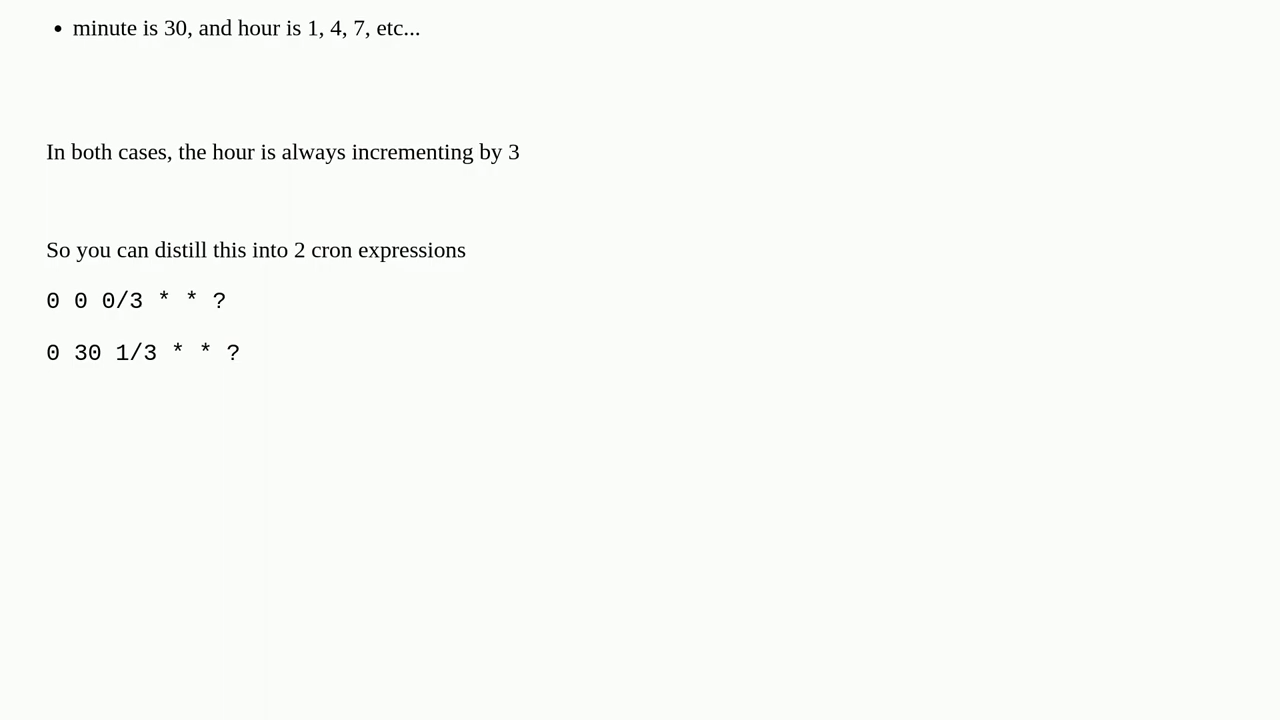 • minute is 30, and hour is 1, 4, 7, etc...
In both cases, the hour is always incrementing by 3
So you can distill this into 2 cron expressions
0 0 0/3 * * ?
0 30 1/3 * * ?